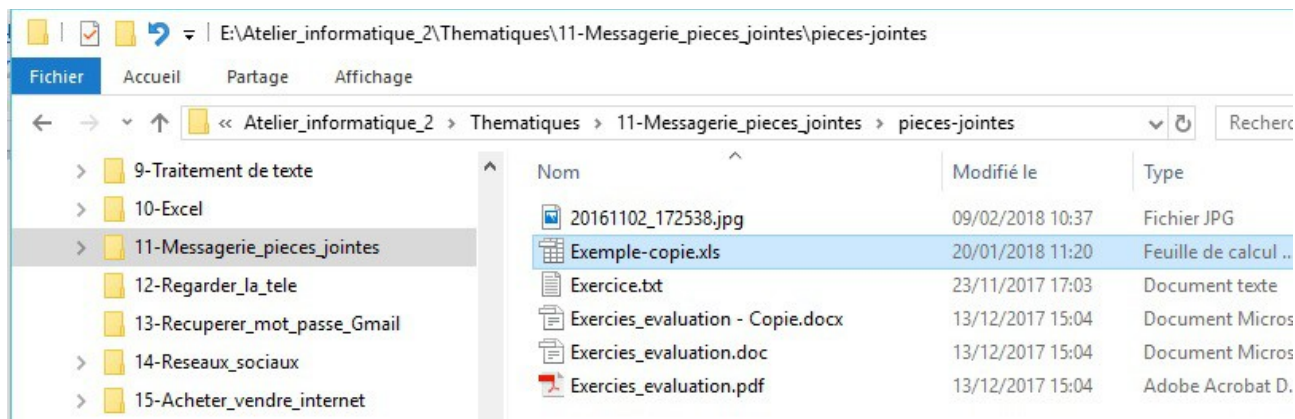 E:\Atelier_informatique_2\Thematiques\11-Messagerie_pieces_jointes\pieces-jointes
Fichier Accueil Partage Affichage
« Atelier_informatique_2 > Thematiques > 11-Messagerie_pieces_jointes > pieces-jointes Recherc
9-Traitement de texte
10-Excel
11-Messagerie_pieces_jointes
12-Regarder_la_tele
13-Recuperer_mot_passe_Gmail
14-Reseaux_sociaux
15-Acheter_vendre_internet
Nom Modifié le Type
20161102_172538.jpg 09/02/2018 10:37 Fichier JPG
Exemple-copie.xls 20/01/2018 11:20 Feuille de calcul ..
Exercice.txt 23/11/2017 17:03 Document texte
Exercies_evaluation - Copie.docx 13/12/2017 15:04 Document Micros
Exercies_evaluation.doc 13/12/2017 15:04 Document Micros
Exercies_evaluation.pdf 13/12/2017 15:04 Adobe Acrobat D.